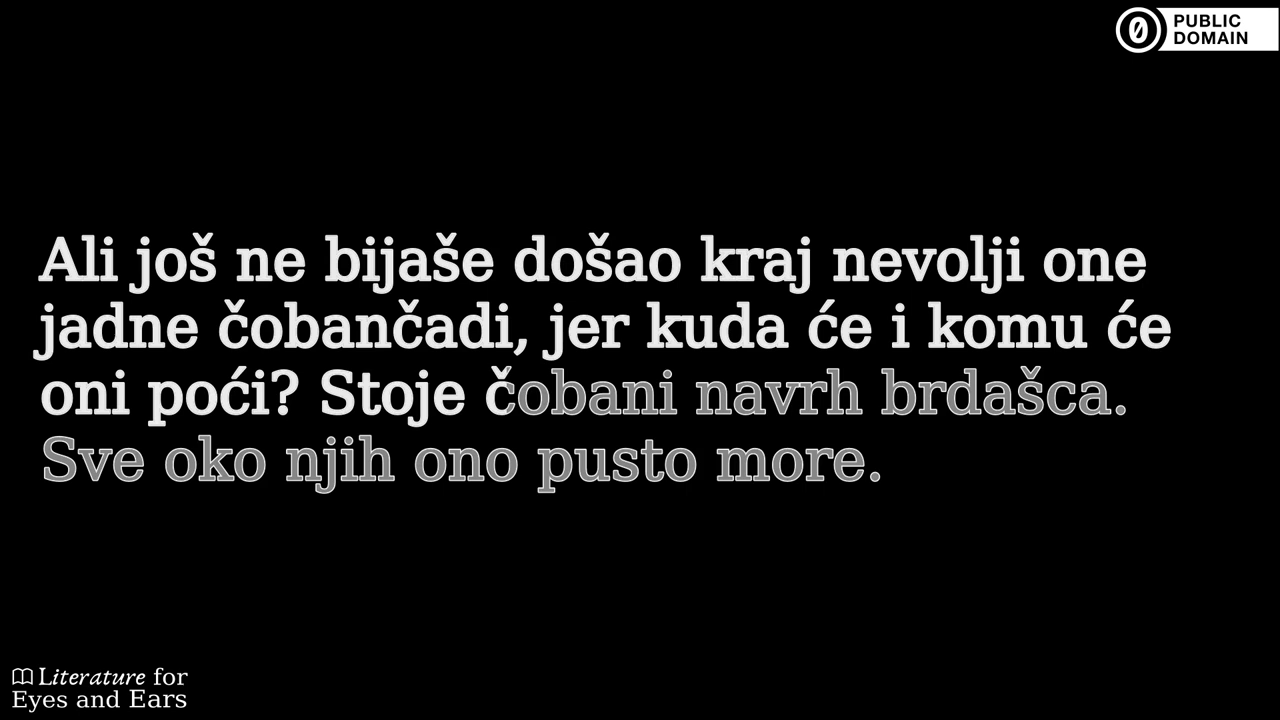 PUBLIC
DOMAIN
Ali još ne bijaše došao kraj nevolji one
jadne čobančadi, jer kuda će i komu će
oni poći? Stoje čobani navrh brdašca.
Sve oko njih ono pusto more.
Literature for
Eyes and Ears